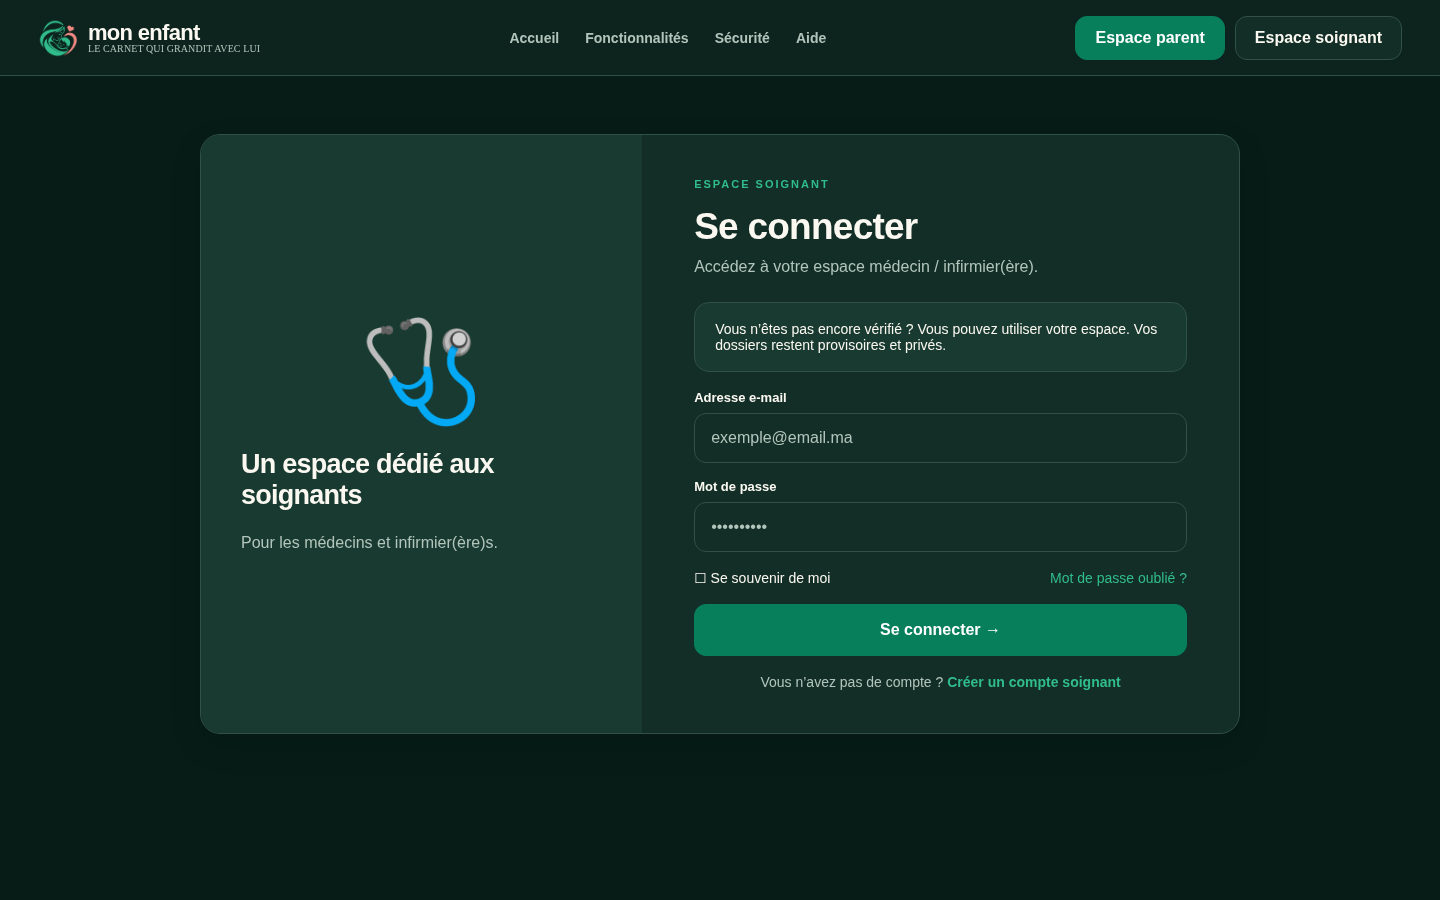 mon enfant
LE CARNET QUI GRANDIT AVEC LUI
Accueil
Fonctionnalités
Sécurité
Aide
Espace parent
Espace soignant
Un espace dédié aux
soignants
Pour les médecins et infirmier(ère)s.
ESPACE SOIGNANT
Se connecter
Accédez à votre espace médecin / infirmier(ère).
Vous n'êtes pas encore vérifié ? Vous pouvez utiliser votre espace. Vos
dossiers restent provisoires et privés.
Adresse e-mail
exemple@email.ma
Mot de passe
••••••••••
☐ Se souvenir de moi
Mot de passe oublié ?
Se connecter →
Vous n'avez pas de compte ? Créer un compte soignant